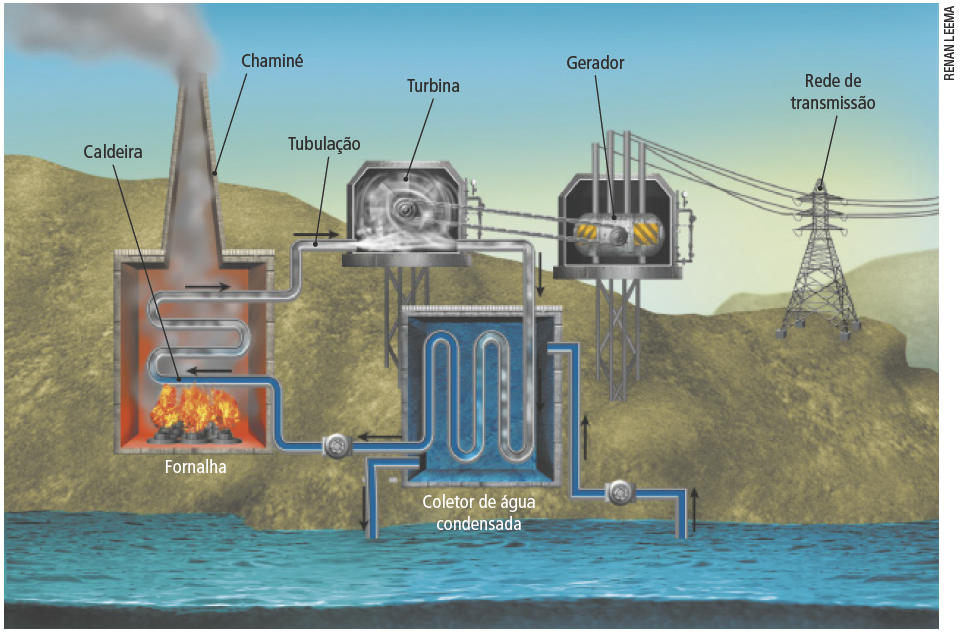 RENAN LEEMA
Chaminé
Turbina
Gerador
Rede de
transmissão
Caldeira
Tubulação
Fornalha
Coletor de água
condensada